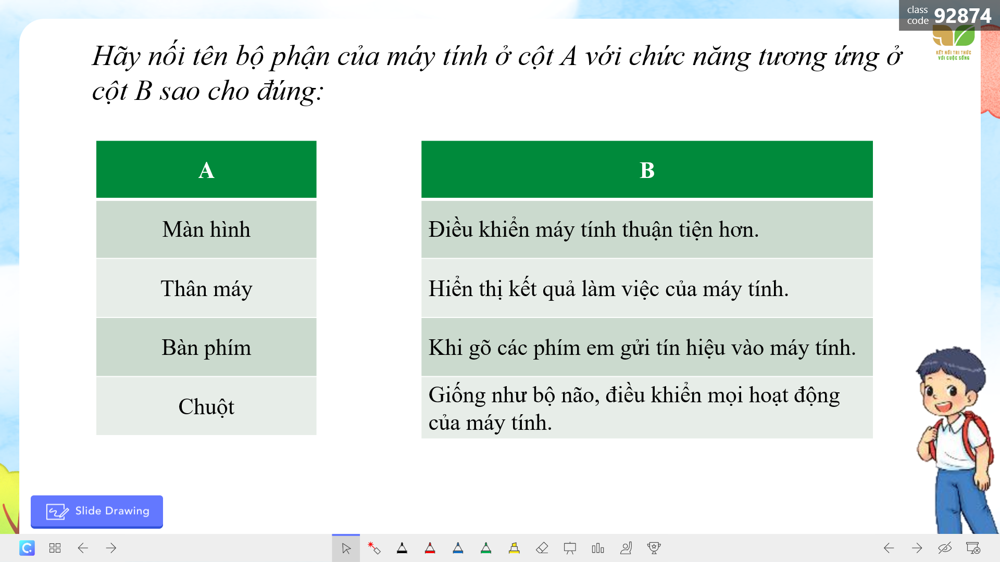 class
code 92874
KẾT NỐI TRI THỨC
VỚI CUỘC SỐNG
Hãy nối tên bộ phận của máy tính ở cột A với chức năng tương ứng ở
cột B sao cho đúng:
A
Màn hình
Thân máy
Bàn phím
Chuột
B
Điều khiển máy tính thuận tiện hơn.
Hiển thị kết quả làm việc của máy tính.
Khi gõ các phím em gửi tín hiệu vào máy tính.
Giống như bộ não, điều khiển mọi hoạt động
của máy tính.
Slide Drawing